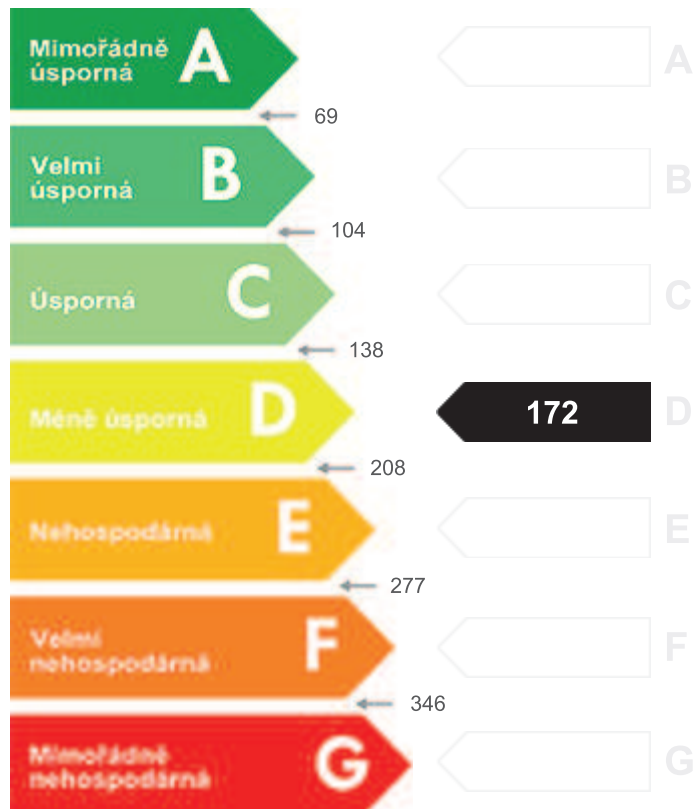 Mimořádně
úsporná
A
A
69
Velmi
úsporná
B
B
104
Úsporná
C
C
138
Méně úsporná
D
172
D
208
Nehospodárná
E
E
277
Velmi
nehospodárná
F
F
346
Mimořádně
nehospodárná
G
G